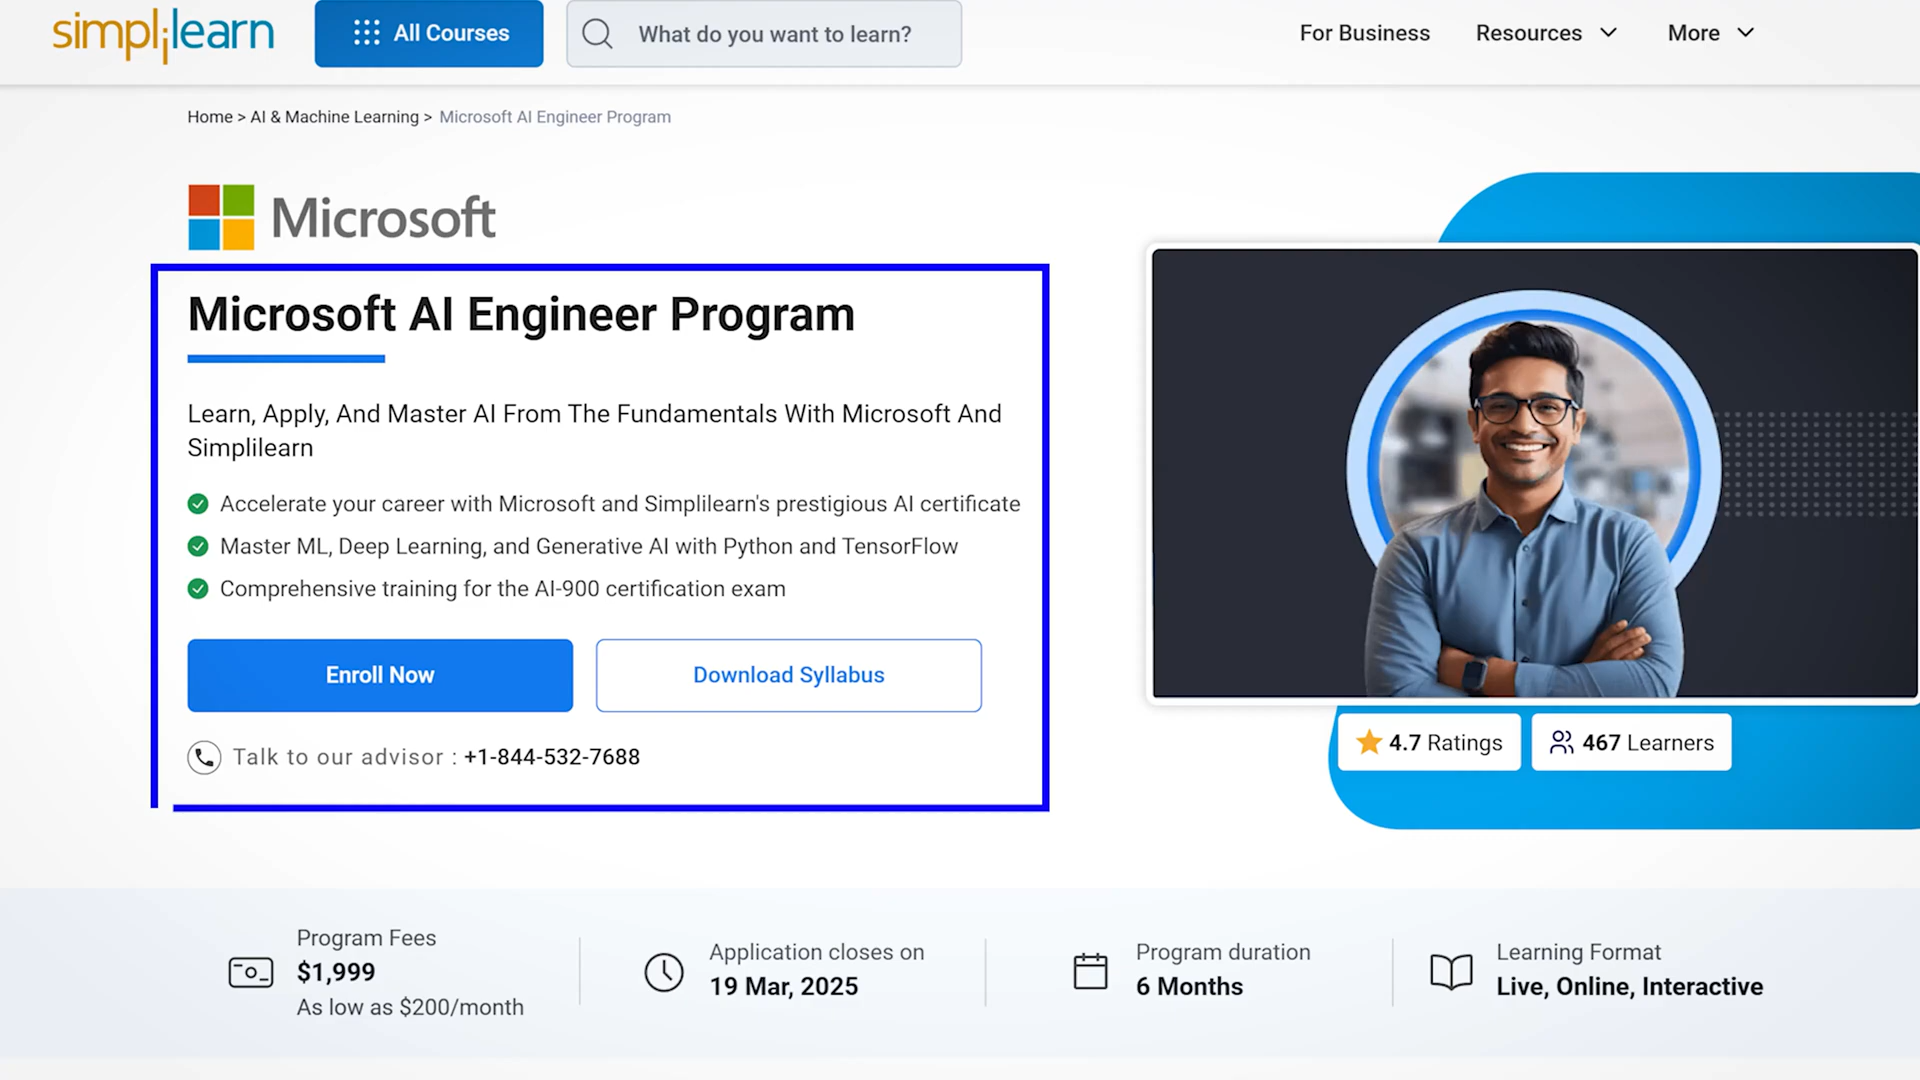 simplilearn
All Courses
What do you want to learn?
For Business
Resources
More
Home > AI & Machine Learning > Microsoft AI Engineer Program
Microsoft
Microsoft AI Engineer Program
Learn, Apply, And Master AI From The Fundamentals With Microsoft And
Simplilearn
Accelerate your career with Microsoft and Simplilearn's prestigious AI certificate
Master ML, Deep Learning, and Generative AI with Python and TensorFlow
Comprehensive training for the AI-900 certification exam
Enroll Now
Download Syllabus
Talk to our advisor : +1-844-532-7688
4.7 Ratings
467 Learners
Program Fees
$1,999
As low as $200/month
Application closes on
19 Mar, 2025
Program duration
6 Months
Learning Format
Live, Online, Interactive